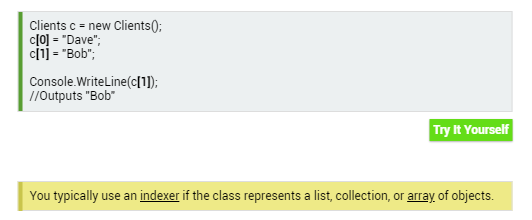 Clients c = new Clients();
c[0] = "Dave";
c[1] = "Bob";
Console.WriteLine(c[1]);
//Outputs "Bob"
Try It Yourself
You typically use an indexer if the class represents a list, collection, or array of objects.